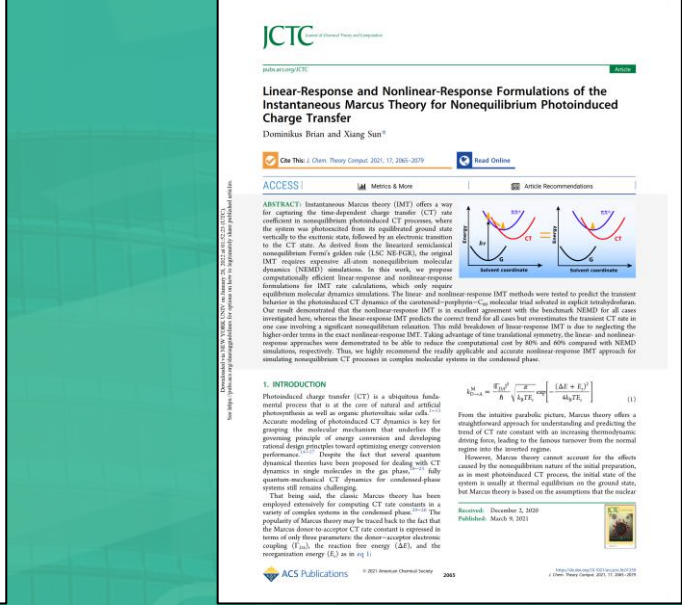 JCTC Journal of Chemical Theory and Computation
pubs.acs.org/JCTC
Article
Linear-Response and Nonlinear-Response Formulations of the
Instantaneous Marcus Theory for Nonequilibrium Photoinduced
Charge Transfer
Dominikus Brian and Xiang Sun*
Cite This: J. Chem. Theory Comput. 2021, 17, 2065–2079
Read Online
ACCESS
Metrics & More
Article Recommendations
ABSTRACT: Instantaneous Marcus theory (IMT) offers a way
for capturing the time-dependent charge transfer (CT) rate
coefficient in nonequilibrium photoinduced CT processes, where
the system was photoexcited from its equilibrated ground state
vertically to the excitonic state, followed by an electronic transition
to the CT state. As derived from the linearized semiclassical
nonequilibrium Fermi's golden rule (LSC NE-FGR), the original
IMT requires expensive all-atom nonequilibrium molecular
dynamics (NEMD) simulations. In this work, we propose
computationally efficient linear-response and nonlinear-response
formulations for IMT rate calculations, which only require
equilibrium molecular dynamics simulations. The linear- and nonlinear-response IMT methods were tested to predict the transient
behavior in the photoinduced CT dynamics of the carotenoid–porphyrin–C60 molecular triad solvated in explicit tetrahydrofuran.
Our result demonstrated that the nonlinear-response IMT is in excellent agreement with the benchmark NEMD for all cases
investigated here, whereas the linear-response IMT predicts the correct trend for all cases but overestimates the transient CT rate in
one case involving a significant nonequilibrium relaxation. This mild breakdown of linear-response IMT is due to neglecting the
higher-order terms in the exact nonlinear-response IMT. Taking advantage of time translational symmetry, the linear- and nonlinear-
response approaches were demonstrated to be able to reduce the computational cost by 80% and 60% compared with NEMD
simulations, respectively. Thus, we highly recommend the readily applicable and accurate nonlinear-response IMT approach for
simulating nonequilibrium CT processes in complex molecular systems in the condensed phase.
Energy
hν
CT
G
Solvent coordinate
Energy
CT
G
Solvent coordinate
1. INTRODUCTION
Photoinduced charge transfer (CT) is a ubiquitous funda-
mental process that is at the core of natural and artificial
photosynthesis as well as organic photovoltaic solar cells.
Accurate modeling of photoinduced CT dynamics is key for
grasping the molecular mechanism that underlies the
governing principle of energy conversion and developing
rational design principles toward optimizing energy conversion
performance. Despite the fact that several quantum
dynamical theories have been proposed for dealing with CT
dynamics in single molecules in the gas phase, fully
quantum-mechanical CT dynamics for condensed-phase
systems still remains challenging.
That being said, the classic Marcus theory has been
employed extensively for computing CT rate constants in a
variety of complex systems in the condensed phase. The
popularity of Marcus may be traced back to the fact that
the Marcus donor-to-acceptor CT rate constant is expressed in
terms of only three parameters: the donor–acceptor electronic
coupling (ΓDA), the reaction free energy (ΔE), and the
reorganization energy (Er) as in eq 1:
(1)
From the intuitive parabolic picture, Marcus theory offers a
straightforward approach for understanding and predicting the
trend of CT rate constant with an increasing thermodynamic
driving force, leading to the famous turnover from the normal
regime into the inverted regime.
However, Marcus theory cannot account for the effects
caused by the nonequilibrium nature of the initial preparation,
as in most photoinduced CT process, the initial state of the
system is usually at thermal equilibrium on the ground state,
but Marcus theory is based on the assumptions that the nuclear
Received: December 2, 2020
Published: March 9, 2021
ACS Publications
© 2021 American Chemical Society
2065
J. Chem. Theory Comput. 2021, 17, 2065–2079